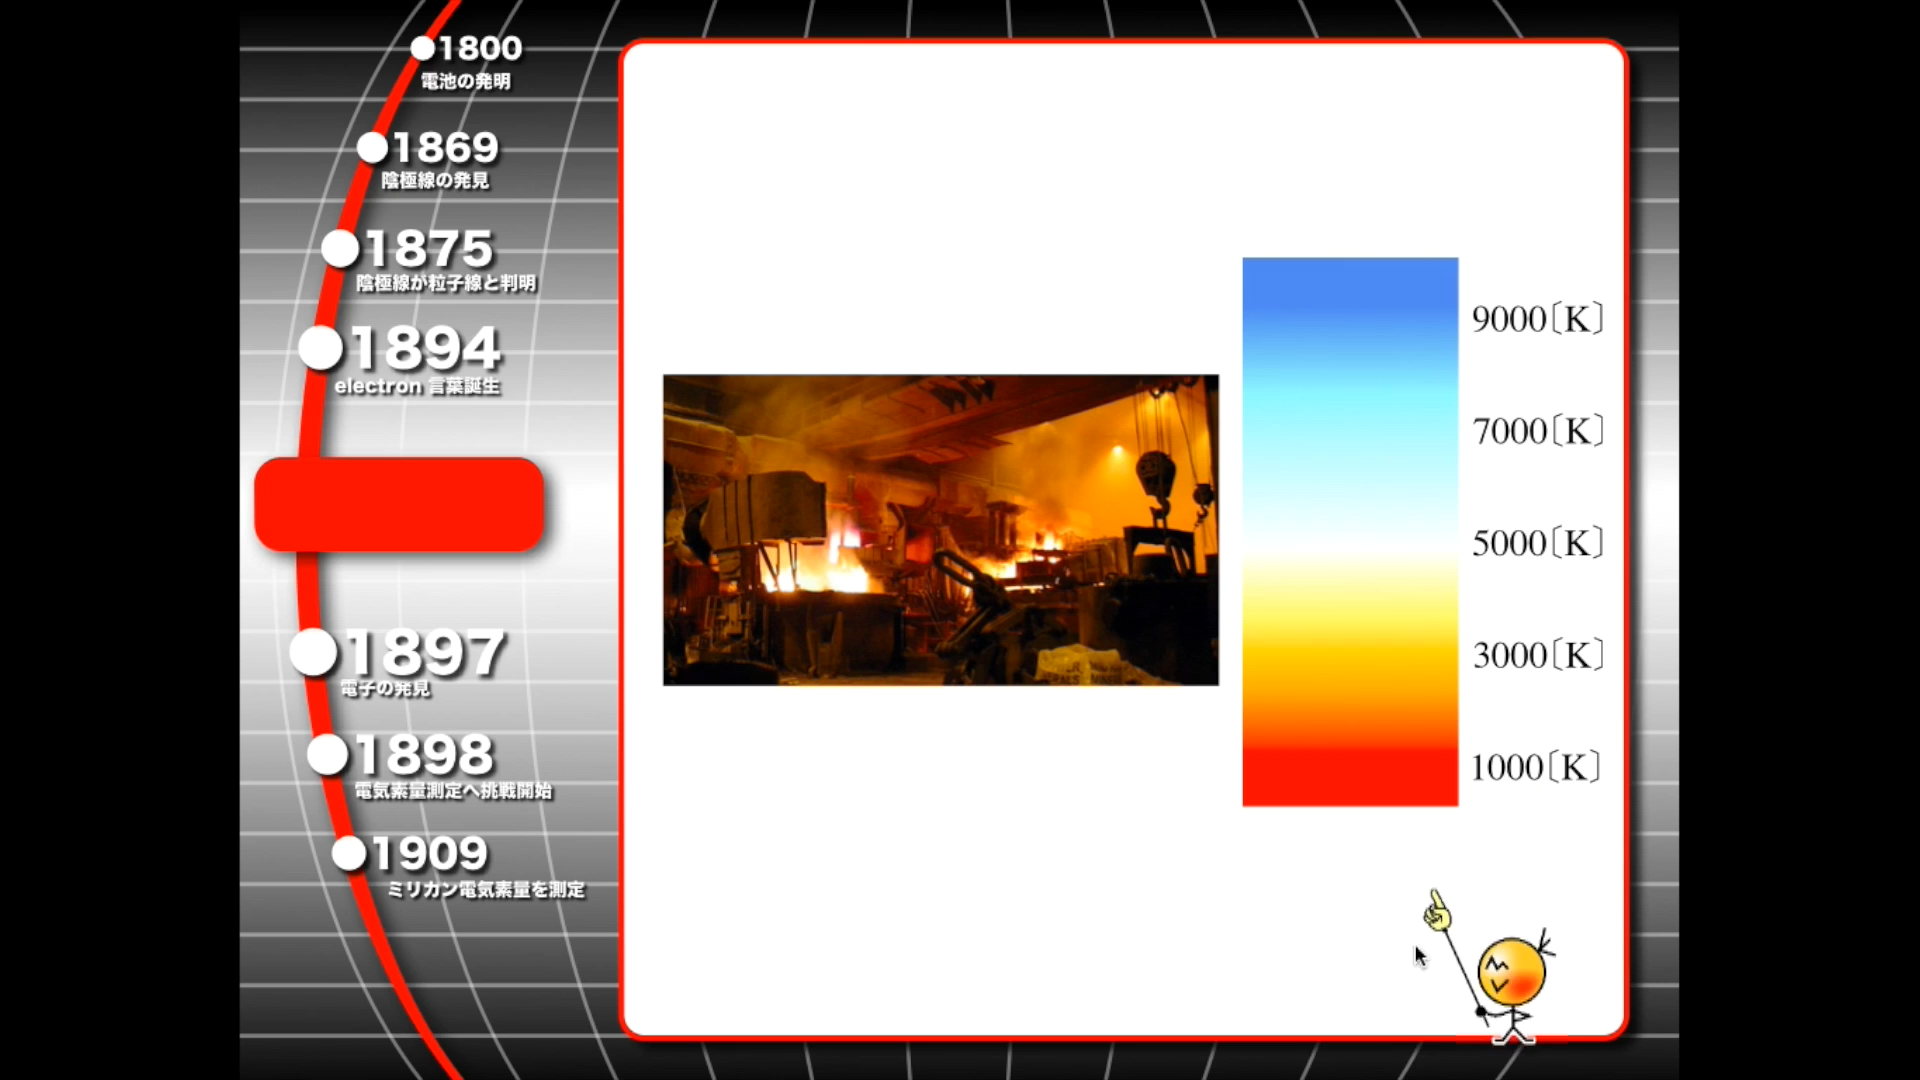 1800
電池の発明
1869
陰極線の発見
1875
陰極線が粒子線と判明
1894
electron 言葉誕生
1897
電子の発見
1898
電気素量測定へ挑戦開始
1909
ミリカン電気素量を測定
9000〔K〕
7000〔K〕
5000〔K〕
3000〔K〕
1000〔K〕